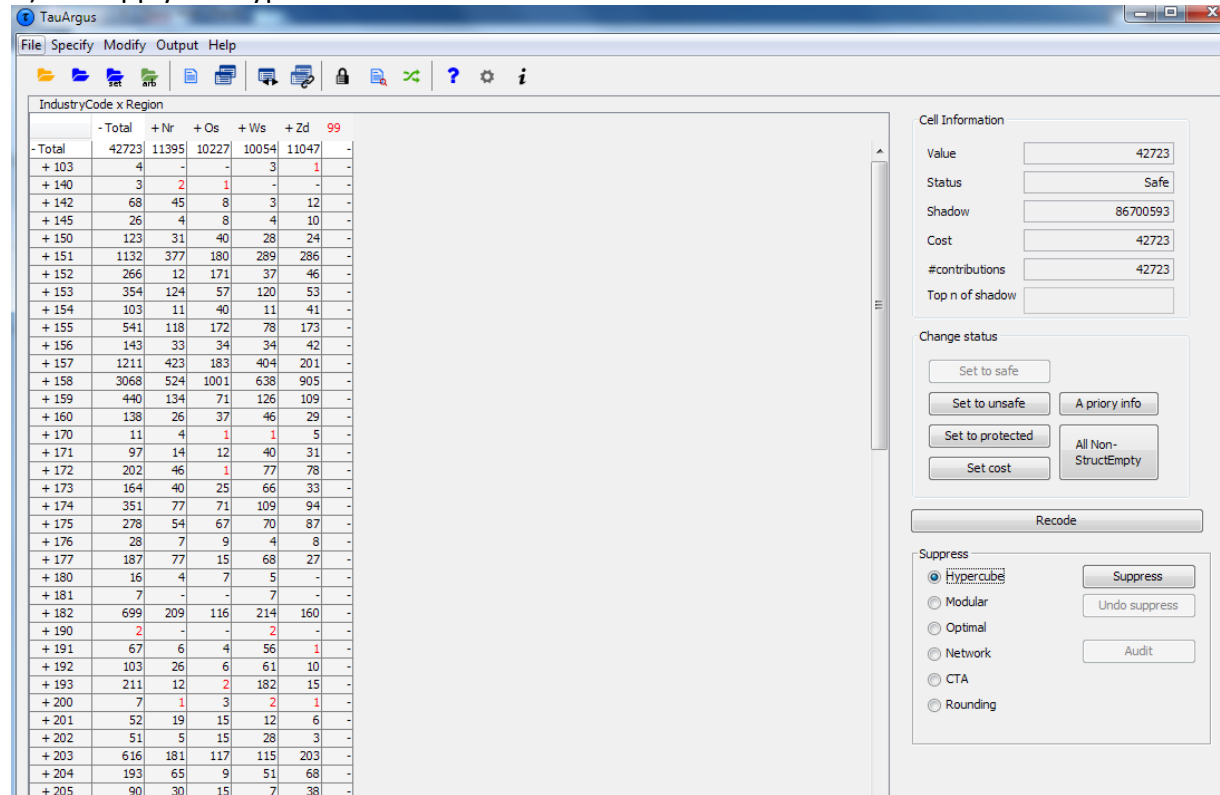 TauArgus
File Specify Modify Output Help
set arb ? i
IndustryCode x Region
- Total + Nr + Os + Ws + Zd 99
- Total 42723 11395 10227 10054 11047 -
+ 103 4 - - 3 1 -
+ 140 3 2 1 - - -
+ 142 68 45 8 3 12 -
+ 145 26 4 8 4 10 -
+ 150 123 31 40 28 24 -
+ 151 1132 377 180 289 286 -
+ 152 266 12 171 37 46 -
+ 153 354 124 57 120 53 -
+ 154 103 11 40 11 41 -
+ 155 541 118 172 78 173 -
+ 156 143 33 34 34 42 -
+ 157 1211 423 183 404 201 -
+ 158 3068 524 1001 638 905 -
+ 159 440 134 71 126 109 -
+ 160 138 26 37 46 29 -
+ 170 11 4 1 1 5 -
+ 171 97 14 12 40 31 -
+ 172 202 46 1 77 78 -
+ 173 164 40 25 66 33 -
+ 174 351 77 71 109 94 -
+ 175 278 54 67 70 87 -
+ 176 28 7 9 4 8 -
+ 177 187 77 15 68 27 -
+ 180 16 4 7 5 - -
+ 181 7 - - 7 - -
+ 182 699 209 116 214 160 -
+ 190 2 - - 2 - -
+ 191 67 6 4 56 1 -
+ 192 103 26 6 61 10 -
+ 193 211 12 2 182 15 -
+ 200 7 1 3 2 1 -
+ 201 52 19 15 12 6 -
+ 202 51 5 15 28 3 -
+ 203 616 181 117 115 203 -
+ 204 193 65 9 51 68 -
+ 205 90 30 15 7 38 -
Cell Information
Value 42723
Status Safe
Shadow 86700593
Cost 42723
#contributions 42723
Top n of shadow
Change status
Set to safe
Set to unsafe A priory info
Set to protected All Non-
Set cost StructEmpty
Recode
Suppress
Hypercube Suppress
Modular Undo suppress
Optimal
Network Audit
CTA
Rounding